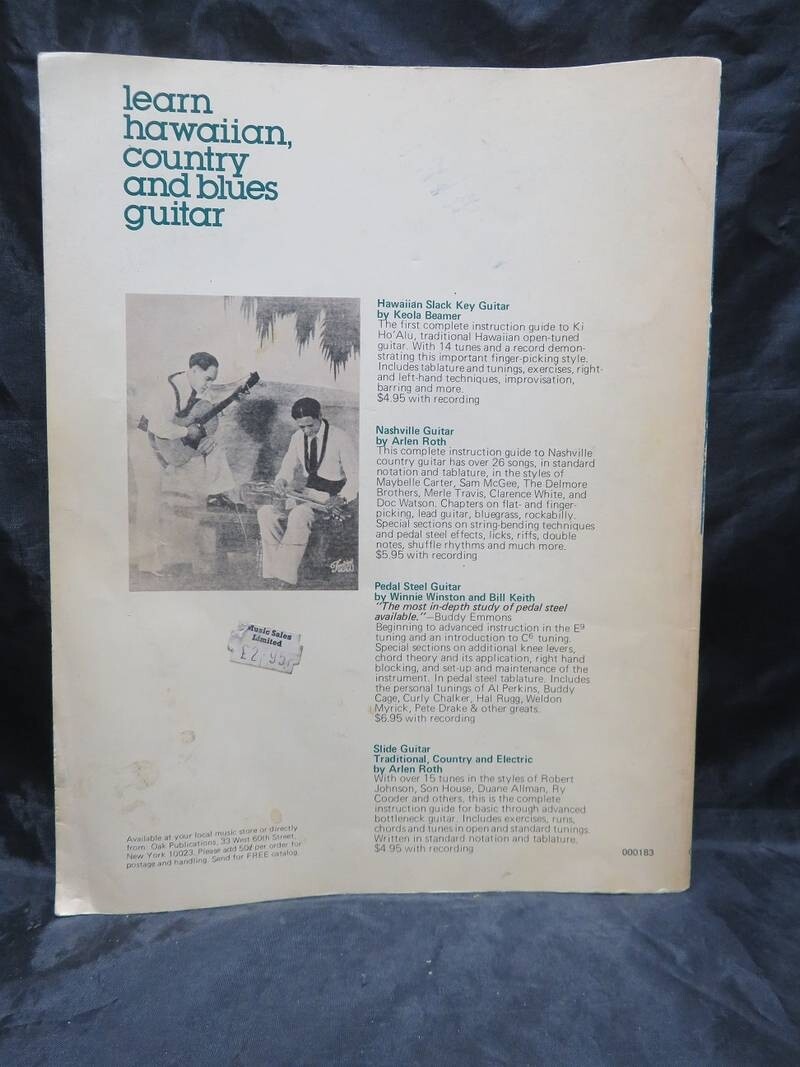 learn
hawaiian,
country
and blues
guitar
Hawaiian Slack Key Guitar
by Keola Beamer
The first complete instruction guide to Ki
Ho'Alu, traditional Hawaiian open-tuned
guitar. With 14 tunes and a record demon-
strating this important finger-picking style.
Includes tablature and tunings, exercises, right-
and left-hand techniques, improvisation,
barring and more.
$4.95 with recording
Nashville Guitar
by Arlen Roth
This complete instruction guide to Nashville
country guitar has over 26 songs, in standard
notation and tablature, in the styles of
Maybelle Carter, Sam McGee, The Delmore
Brothers, Merle Travis, Clarence White, and
Doc Watson. Chapters on flat- and finger-
picking, lead guitar, bluegrass, rockabilly.
Special sections on string-bending techniques
and pedal steel effects, licks, riffs, double
notes, shuffle rhythms and much more.
$5.95 with recording
Pedal Steel Guitar
by Winnie Winston and Bill Keith
"The most in-depth study of pedal steel
available."—Buddy Emmons
Beginning to advanced instruction in the E9
tuning and an introduction to C6 tuning.
Special sections on additional knee levers,
chord theory and its application, right hand
blocking, and set-up and maintenance of the
instrument. In pedal steel tablature. Includes
the personal tunings of Al Perkins, Buddy
Cage, Curly Chalker, Hal Rugg, Weldon
Myrick, Pete Drake & other greats.
$6.95 with recording
Slide Guitar
Traditional, Country and Electric
by Arlen Roth
With over 15 tunes in the styles of Robert
Johnson, Son House, Duane Allman, Ry
Cooder and others, this is the complete
instruction guide for basic through advanced
bottleneck guitar. Includes exercises, runs,
chords and tunes in open and standard tunings.
Written in standard notation and tablature.
$4.95 with recording
Music Sales
Limited
£2.95
Available at your local music store or directly
from: Oak Publications, 33 West 60th Street,
New York 10023. Please add 50¢ per order for
postage and handling. Send for FREE catalog.
000183